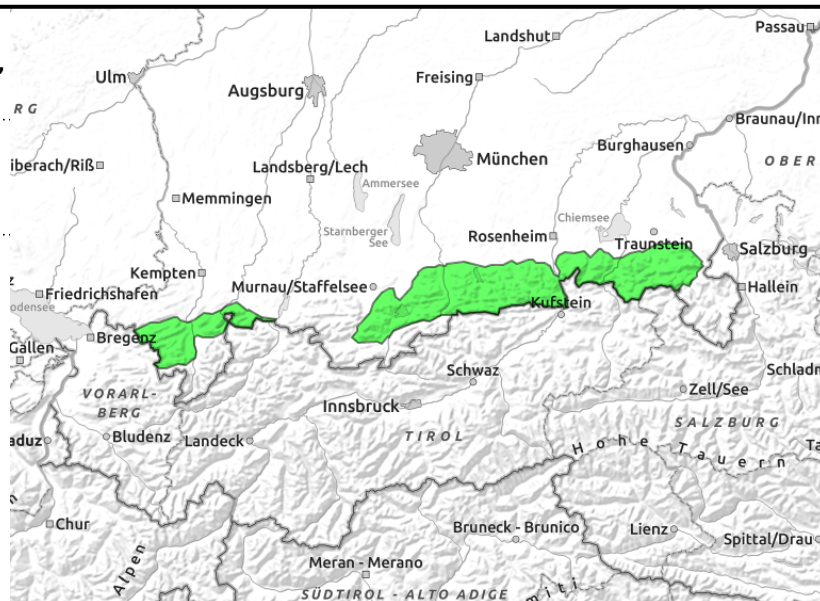 Passau
Landshut
Ulm
Freising
Augsburg
RG
Braunau/Inn
Burghausen
München
OBER
iberach/Riß
Landsberg/Lech
Ammersee
Memmingen
Chiemsee
Starnberger
See
Rosenheim
Traunstein
Salzburg
Kempten
Murnau/Staffelsee
Hallein
Friedrichshafen
odensee
Kufstein
Bregenz
Gallen
Schwaz
Schladm
VORARL-
BERG
Zell/See
Innsbruck
SALZBURG
TIROL
aduz
Bludenz
Landeck
Hohe Tauern
Ta
Chur
Bruneck - Brunico
Lienz
Spittal/Drau
Alpen
Meran - Merano
miti
SÜDTIROL - ALTO ADIGE